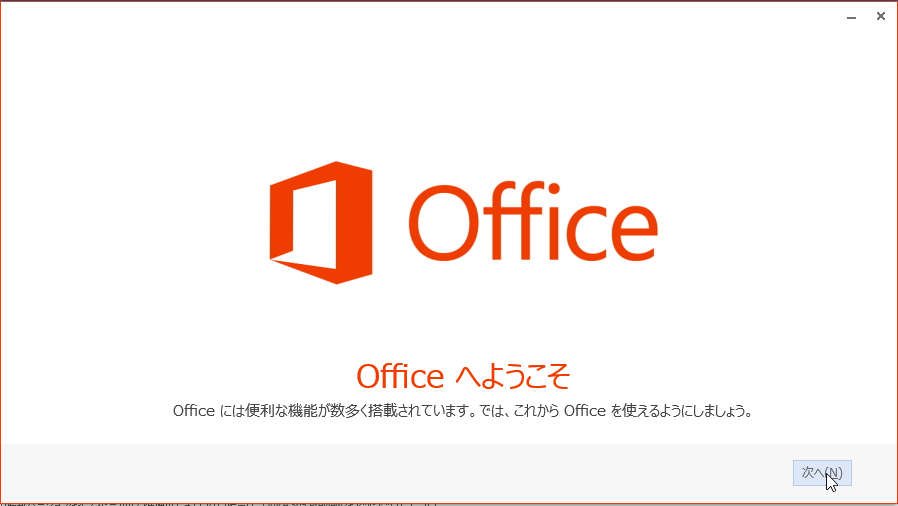 Office
Office へようこそ
Office には便利な機能が数多く搭載されています。では、これから Office を使えるようにしましょう。
次へ(N)